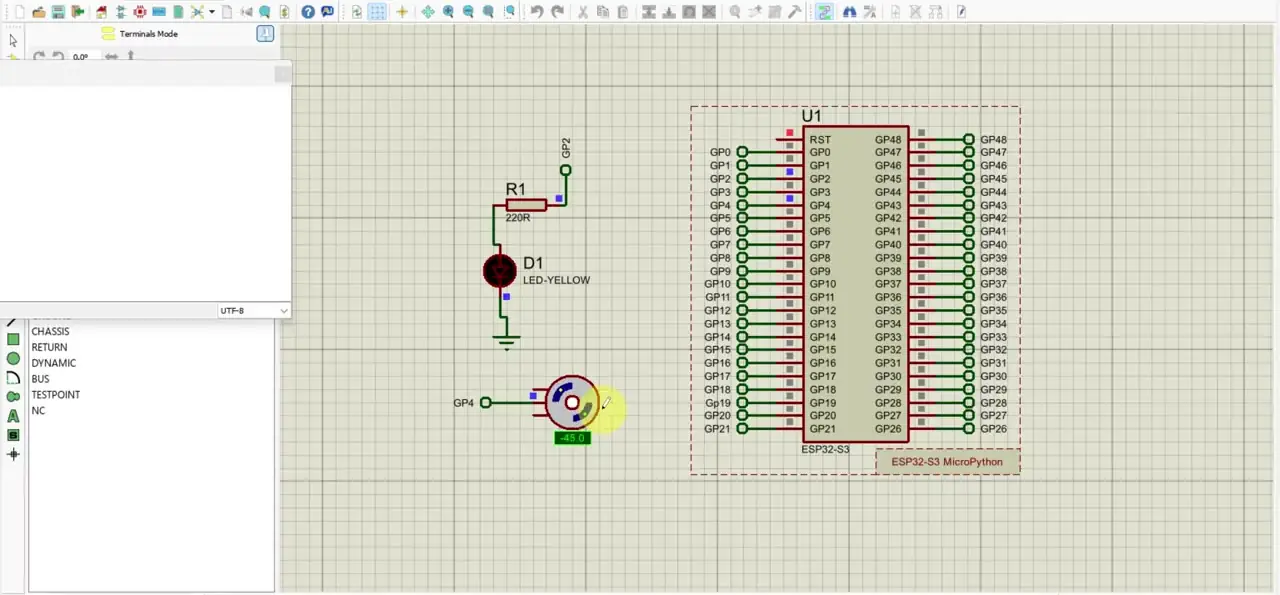 Terminals Mode
0.0°
UTF-8
CHASSIS
RETURN
DYNAMIC
BUS
TESTPOINT
NC
GP2
R1
220R
D1
LED-YELLOW
GP4
-45.0
U1
RST GP48 GP48
GP0 GP0 GP47 GP47
GP1 GP1 GP46 GP46
GP2 GP2 GP45 GP45
GP3 GP3 GP44 GP44
GP4 GP4 GP43 GP43
GP5 GP5 GP42 GP42
GP6 GP6 GP41 GP41
GP7 GP7 GP40 GP40
GP8 GP8 GP39 GP39
GP9 GP9 GP38 GP38
GP10 GP10 GP37 GP37
GP11 GP11 GP36 GP36
GP12 GP12 GP35 GP35
GP13 GP13 GP34 GP34
GP14 GP14 GP33 GP33
GP15 GP15 GP32 GP32
GP16 GP16 GP31 GP31
GP17 GP17 GP30 GP30
GP18 GP18 GP29 GP29
Gp19 GP19 GP28 GP28
GP20 GP20 GP27 GP27
GP21 GP21 GP26 GP26
ESP32-S3
ESP32-S3 MicroPython